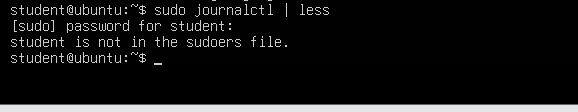 student@ubuntu:~$ sudo journalctl | less
[sudo] password for student:
student is not in the sudoers file.
student@ubuntu:~$ _